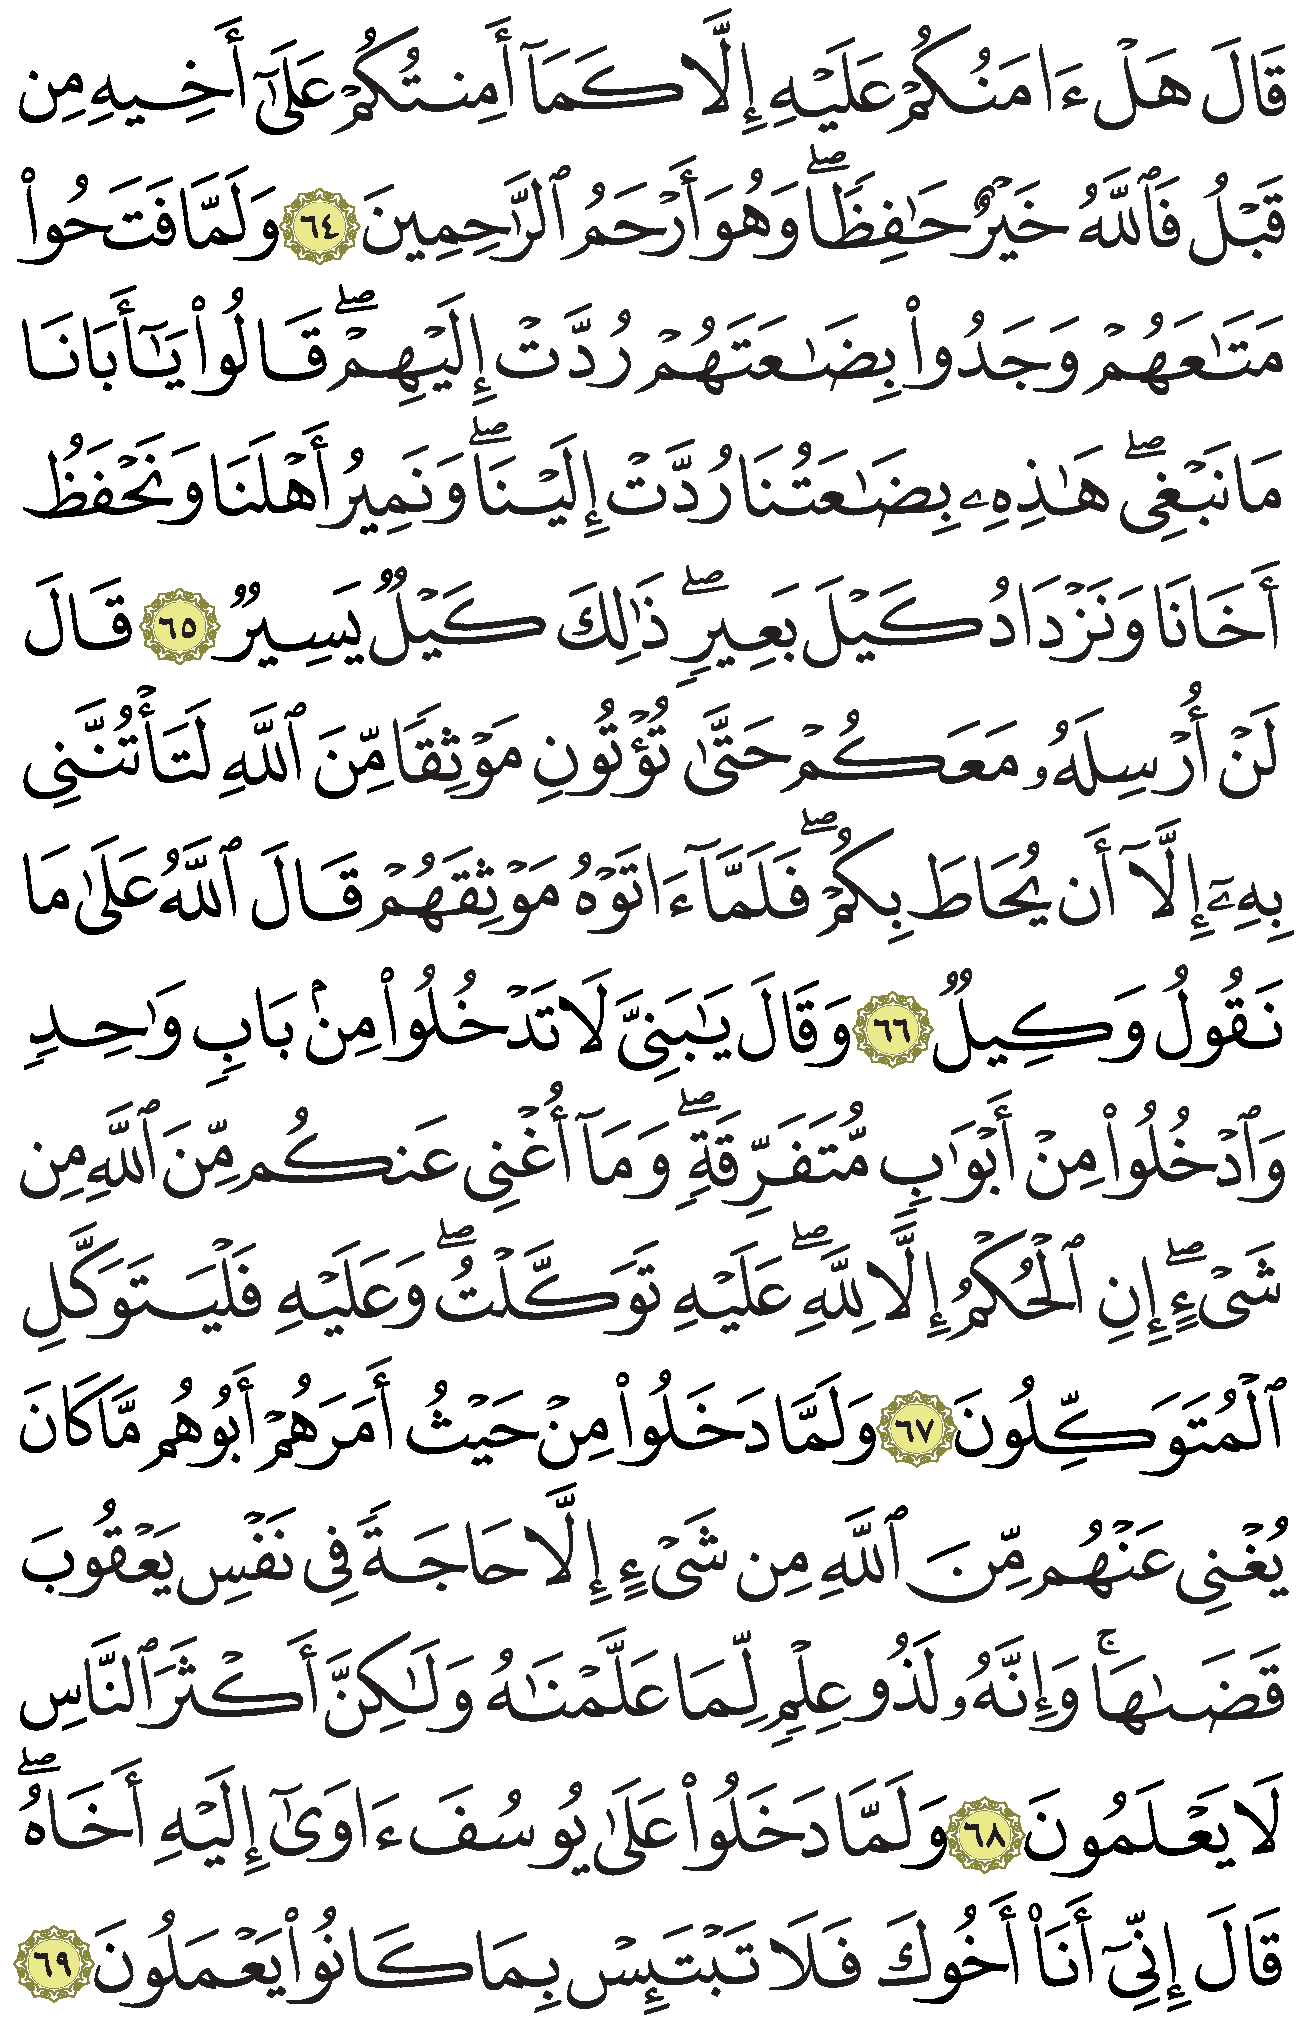 قَالَ هَلْ ءَامَنُكُمْ عَلَيْهِ إِلَّا كَمَآ أَمِنتُكُمْ عَلَىٰٓ أَخِيهِ مِن
قَبْلُ فَٱللَّهُ خَيْرٌ حَـٰفِظًاۖ وَهُوَ أَرْحَمُ ٱلرَّٰحِمِينَ ٦٤ وَلَمَّا فَتَحُوا۟
مَتَـٰعَهُمْ وَجَدُوا۟ بِضَـٰعَتَهُمْ رُدَّتْ إِلَيْهِمْۖ قَالُوا۟ يَـٰٓأَبَانَا
مَا نَبْغِىۖ هَـٰذِهِۦ بِضَـٰعَتُنَا رُدَّتْ إِلَيْنَاۖ وَنَمِيرُ أَهْلَنَا وَنَحْفَظُ
أَخَانَا وَنَزْدَادُ كَيْلَ بَعِيرٍۖ ذَٰلِكَ كَيْلٌ يَسِيرٌ ٦٥ قَالَ
لَنْ أُرْسِلَهُۥ مَعَكُمْ حَتَّىٰ تُؤْتُونِ مَوْثِقًا مِّنَ ٱللَّهِ لَتَأْتُنَّنِى
بِهِۦٓ إِلَّآ أَن يُحَاطَ بِكُمْۖ فَلَمَّآ ءَاتَوْهُ مَوْثِقَهُمْ قَالَ ٱللَّهُ عَلَىٰ مَا
نَقُولُ وَكِيلٌ ٦٦ وَقَالَ يَـٰبَنِىَّ لَا تَدْخُلُوا۟ مِنۢ بَابٍ وَٰحِدٍ
وَٱدْخُلُوا۟ مِنْ أَبْوَٰبٍ مُّتَفَرِّقَةٍۖ وَمَآ أُغْنِى عَنكُم مِّنَ ٱللَّهِ مِن
شَىْءٍۖ إِنِ ٱلْحُكْمُ إِلَّا لِلَّهِۖ عَلَيْهِ تَوَكَّلْتُۖ وَعَلَيْهِ فَلْيَتَوَكَّلِ
ٱلْمُتَوَكِّلُونَ ٦٧ وَلَمَّا دَخَلُوا۟ مِنْ حَيْثُ أَمَرَهُمْ أَبُوهُم مَّا كَانَ
يُغْنِى عَنْهُم مِّنَ ٱللَّهِ مِن شَىْءٍ إِلَّا حَاجَةً فِى نَفْسِ يَعْقُوبَ
قَضَىٰهَاۚ وَإِنَّهُۥ لَذُو عِلْمٍ لِّمَا عَلَّمْنَـٰهُ وَلَـٰكِنَّ أَكْثَرَ ٱلنَّاسِ
لَا يَعْلَمُونَ ٦٨ وَلَمَّا دَخَلُوا۟ عَلَىٰ يُوسُفَ ءَاوَىٰٓ إِلَيْهِ أَخَاهُۖ
قَالَ إِنِّىٓ أَنَا۠ أَخُوكَ فَلَا تَبْتَئِسْ بِمَا كَانُوا۟ يَعْمَلُونَ ٦٩